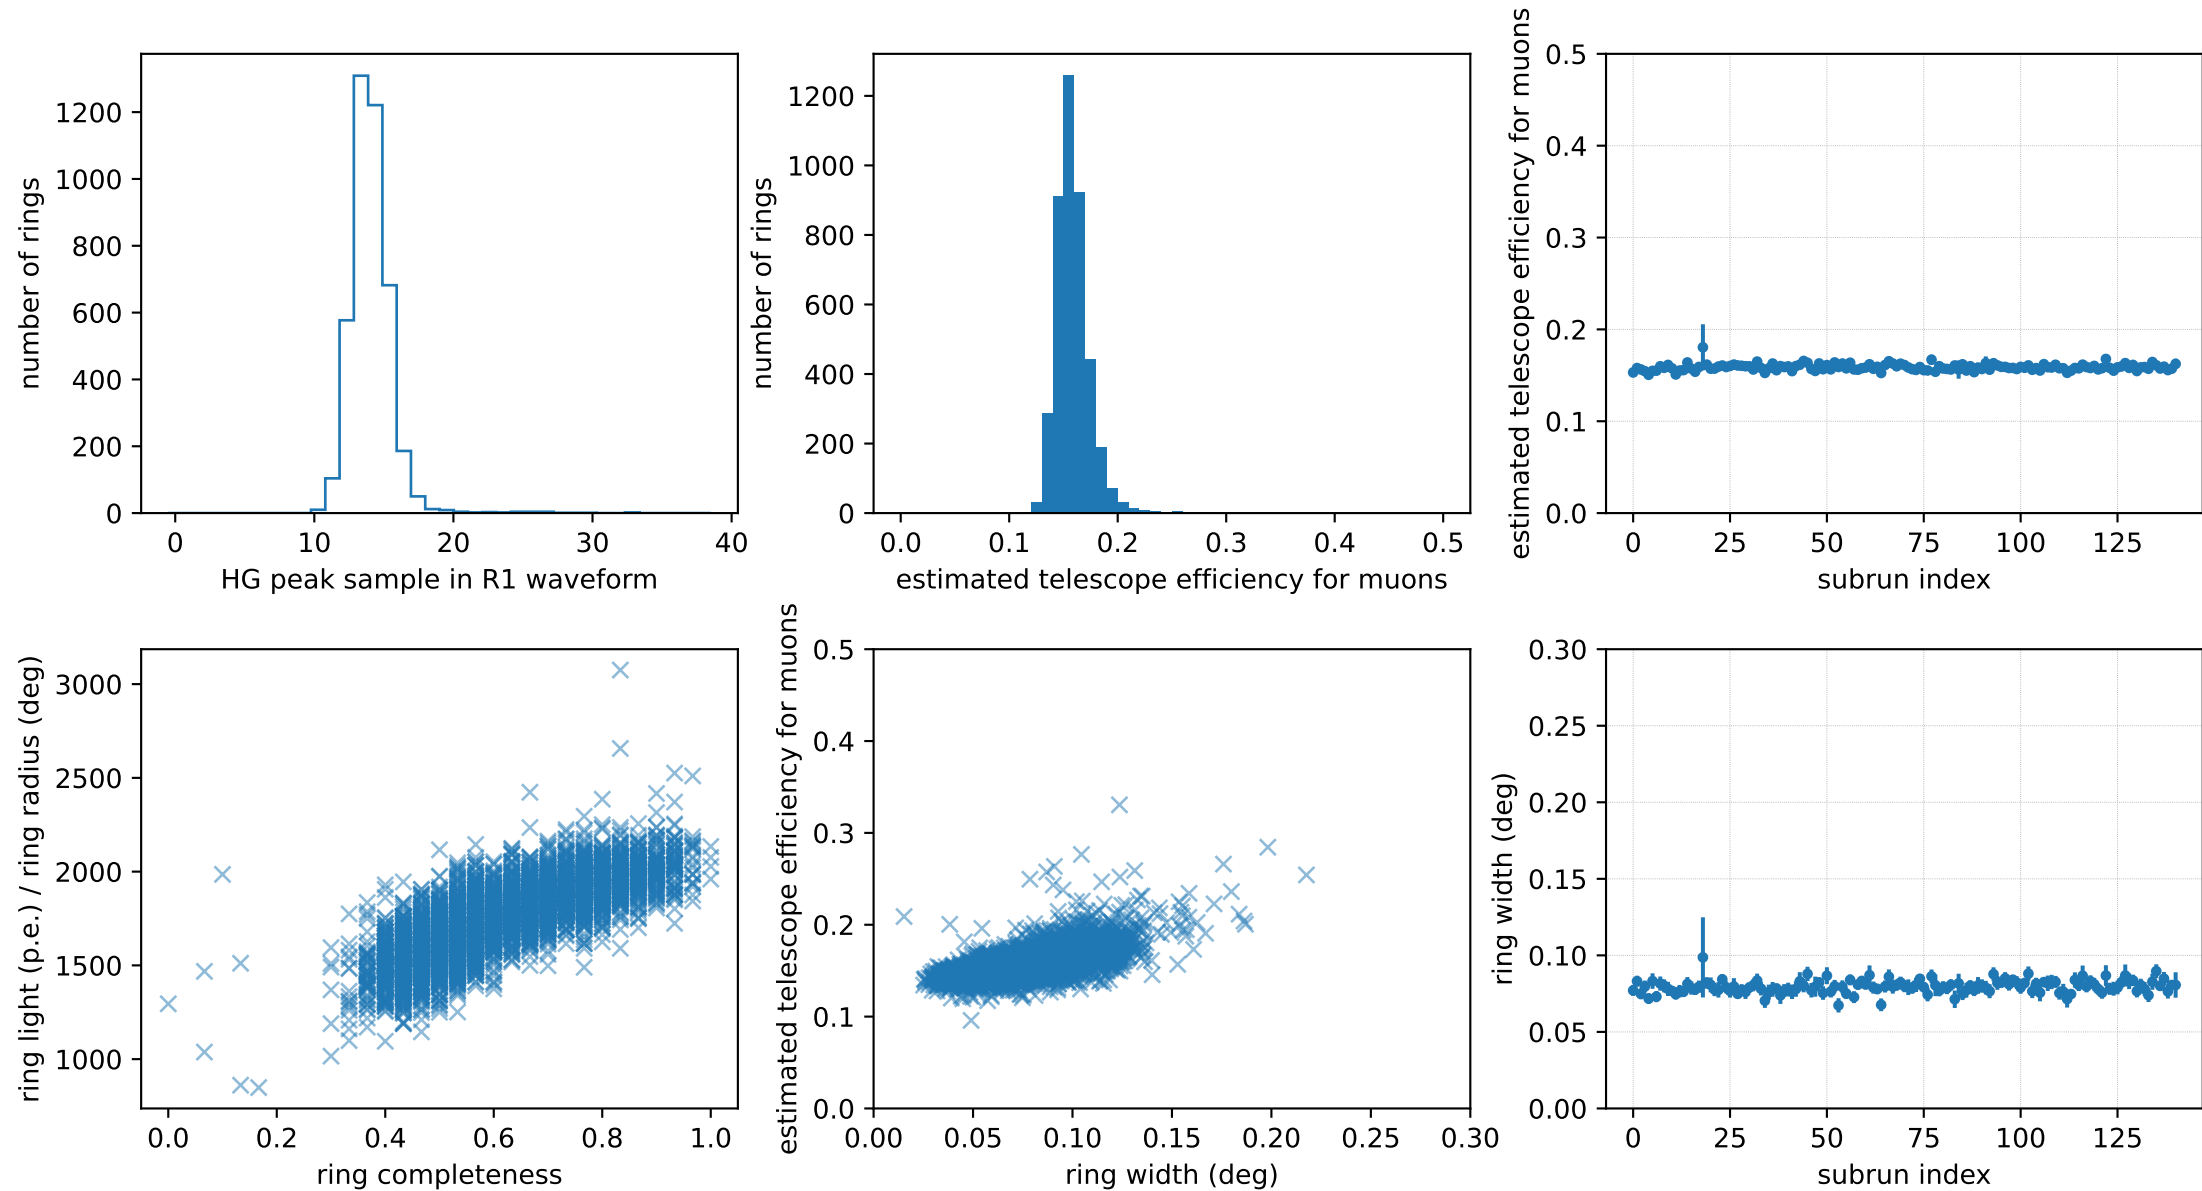 number of rings
1200
1000
800
600
400
200
0
0 10 20 30 40
HG peak sample in R1 waveform
number of rings
1200
1000
800
600
400
200
0
0.0 0.1 0.2 0.3 0.4 0.5
estimated telescope efficiency for muons
estimated telescope efficiency for muons
0.5
0.4
0.3
0.2
0.1
0.0
0 25 50 75 100 125
subrun index
ring light (p.e.) / ring radius (deg)
3000
2500
2000
1500
1000
0.0 0.2 0.4 0.6 0.8 1.0
ring completeness
estimated telescope efficiency for muons
0.5
0.4
0.3
0.2
0.1
0.0
0.00 0.05 0.10 0.15 0.20 0.25 0.30
ring width (deg)
ring width (deg)
0.30
0.25
0.20
0.15
0.10
0.05
0.00
0 25 50 75 100 125
subrun index